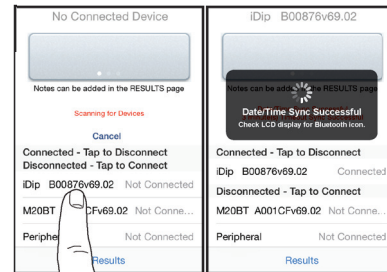 No Connected Device
Notes can be added in the RESULTS page
Scanning for Devices
Cancel
Connected - Tap to Disconnect
Disconnected - Tap to Connect
iDip B00876v69.02 Not Connected
M20BT CFv69.02 Not Conne...
Periphe Not Connected
Results
iDip B00876v69.02
Notes can be added in the RESULTS page
Date/Time Sync Successful
Check LCD display for Bluetooth icon.
Connected - Tap to Disconnect
iDip B00876v69.02 Connected
Disconnected - Tap to Connect
M20BT A001CFv69.02 Not Conne...
Peripheral Not Connected
Results